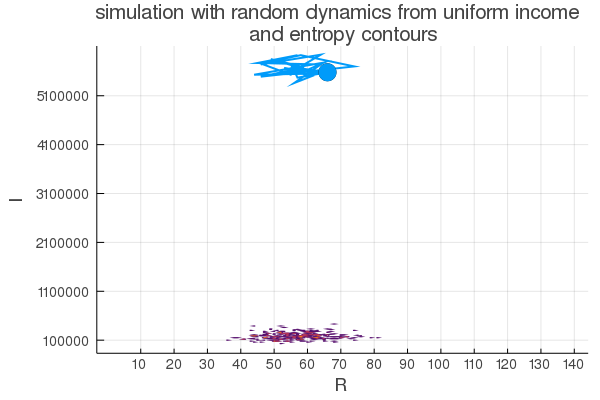 simulation with random dynamics from uniform income
and entropy contours
I
5100000
4100000
3100000
2100000
1100000
100000
10 20 30 40 50 60 70 80 90 100 110 120 130 140
R